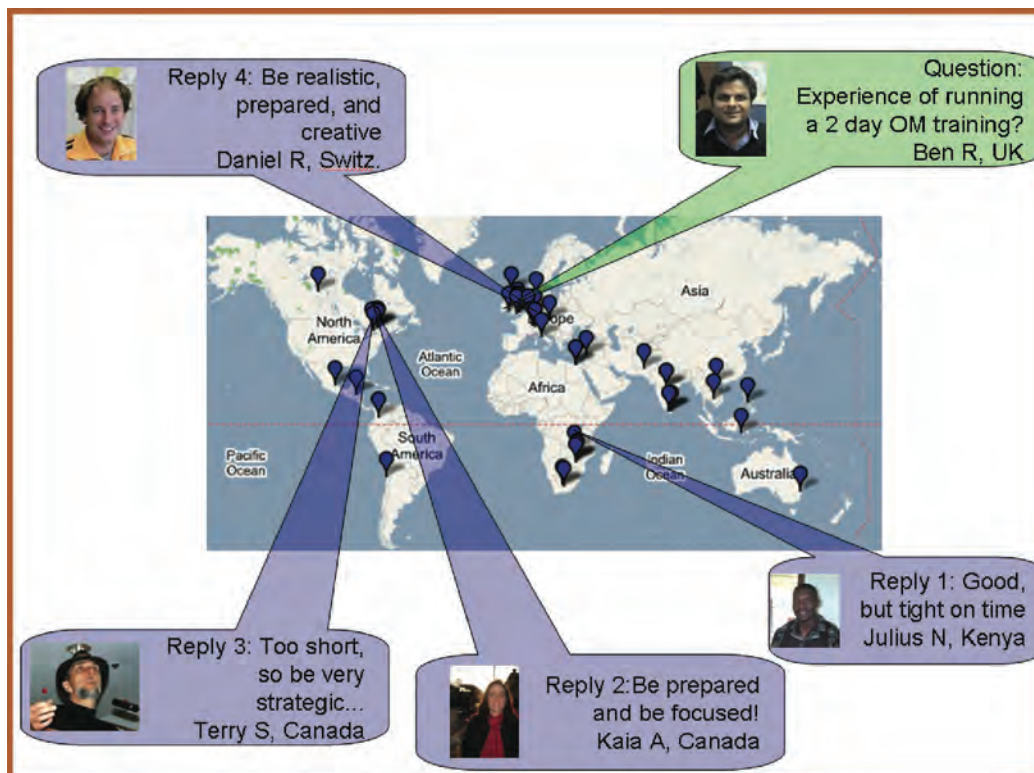 Reply 4: Be realistic,
prepared, and
creative
Daniel R, Switz.
Question:
Experience of running
a 2 day OM training?
Ben R, UK
North
America
Atlantic
Ocean
ope
Asia
Africa
South
America
Pacific
Ocean
Indian
Ocean
Australia
Reply 1: Good,
but tight on time
Julius N, Kenya
Reply 3: Too short,
so be very
strategic...
Terry S, Canada
Reply 2:Be prepared
and be focused!
Kaia A, Canada